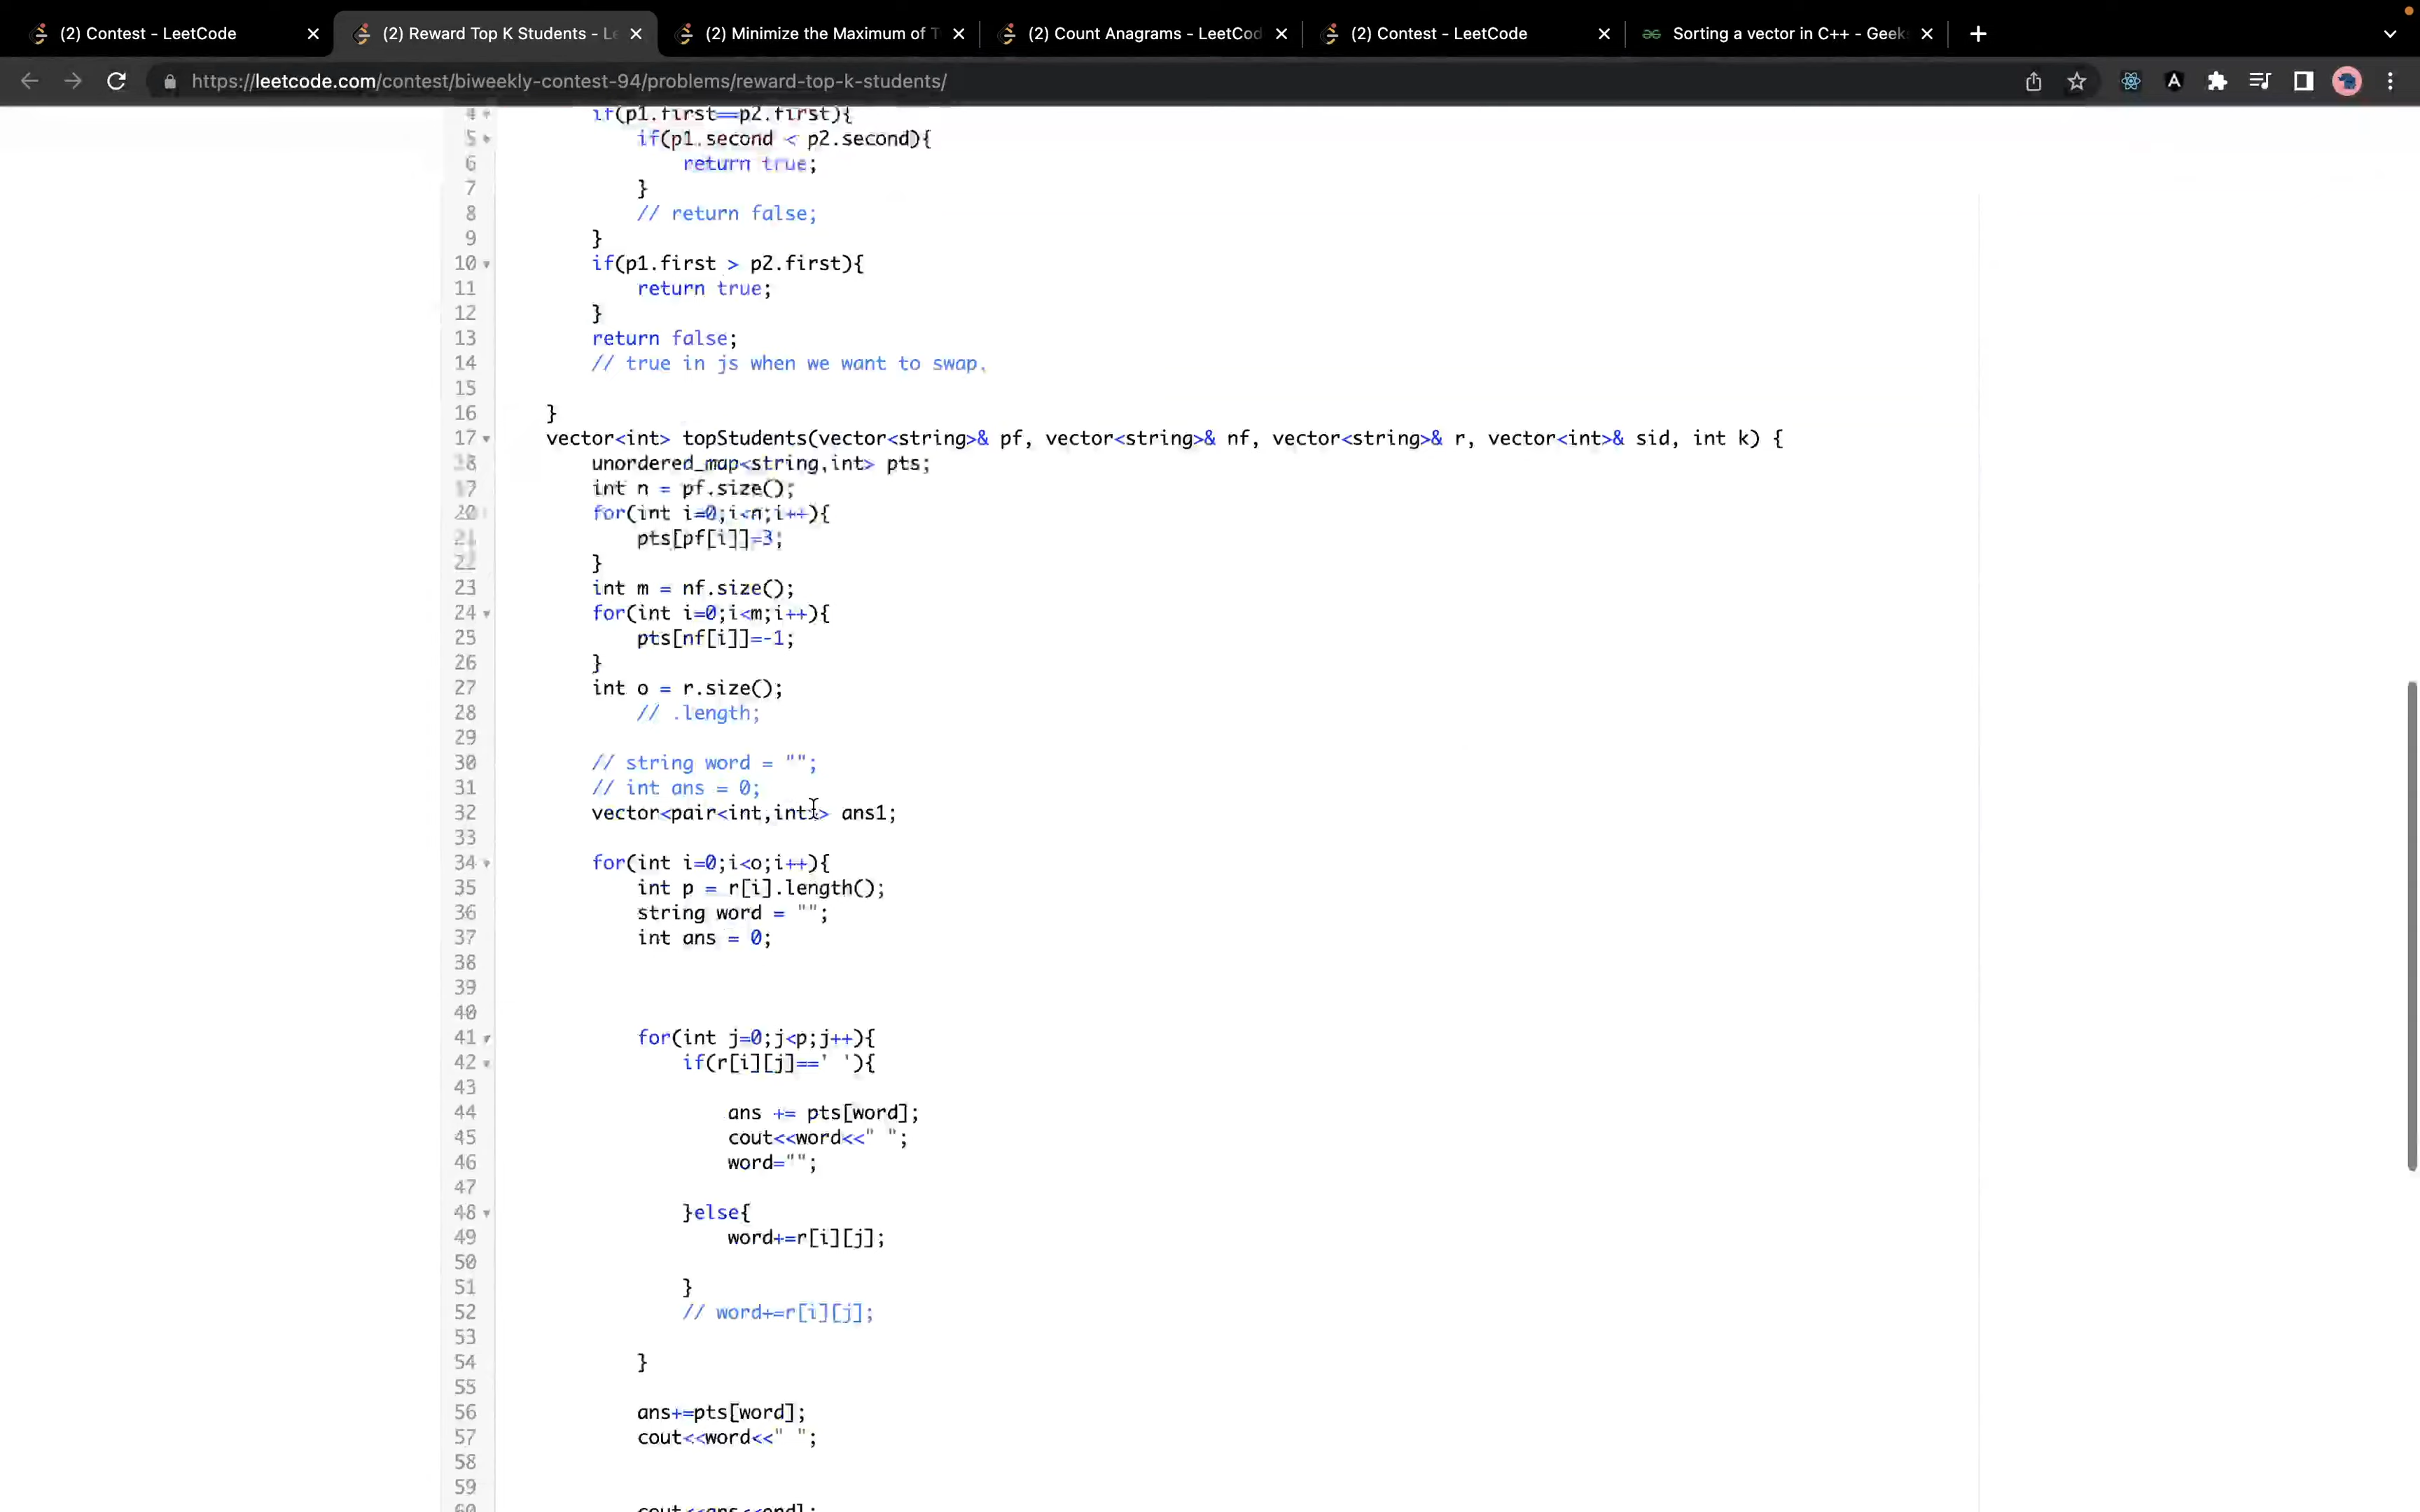 (2) Contest - LeetCode
(2) Reward Top K Students - Le
(2) Minimize the Maximum of T
(2) Count Anagrams - LeetCod
(2) Contest - LeetCode
Sorting a vector in C++ - Geeks
https://leetcode.com/contest/biweekly-contest-94/problems/reward-top-k-students/
4 if(p1.first==p2.first){
5 if(p1.second < p2.second){
6 return true;
7 }
8 // return false;
9 }
10 if(p1.first > p2.first){
11 return true;
12 }
13 return false;
14 // true in js when we want to swap.
15
16 }
17 vector<int> topStudents(vector<string>& pf, vector<string>& nf, vector<string>& r, vector<int>& sid, int k) {
unordered_map<string,int> pts;
int n = pf.size();
20 for(int i=0;i<n;i++){
21 pts[pf[i]]=3;
22 }
23 int m = nf.size();
24 for(int i=0;i<m;i++){
25 pts[nf[i]]=-1;
26 }
27 int o = r.size();
28 // .length;
29
30 // string word = "";
31 // int ans = 0;
32 vector<pair<int,int>> ans1;
33
34 for(int i=0;i<o;i++){
35 int p = r[i].length();
36 string word = "";
37 int ans = 0;
38
39
40
41 for(int j=0;j<p;j++){
42 if(r[i][j]==' '){
43
44 ans += pts[word];
45 cout<<word<<" ";
46 word="";
47
48 }else{
49 word+=r[i][j];
50
51 }
52 // word+=r[i][j];
53
54 }
55
56 ans+=pts[word];
57 cout<<word<<" ";
58
59
60 cout<<ans<<endl;